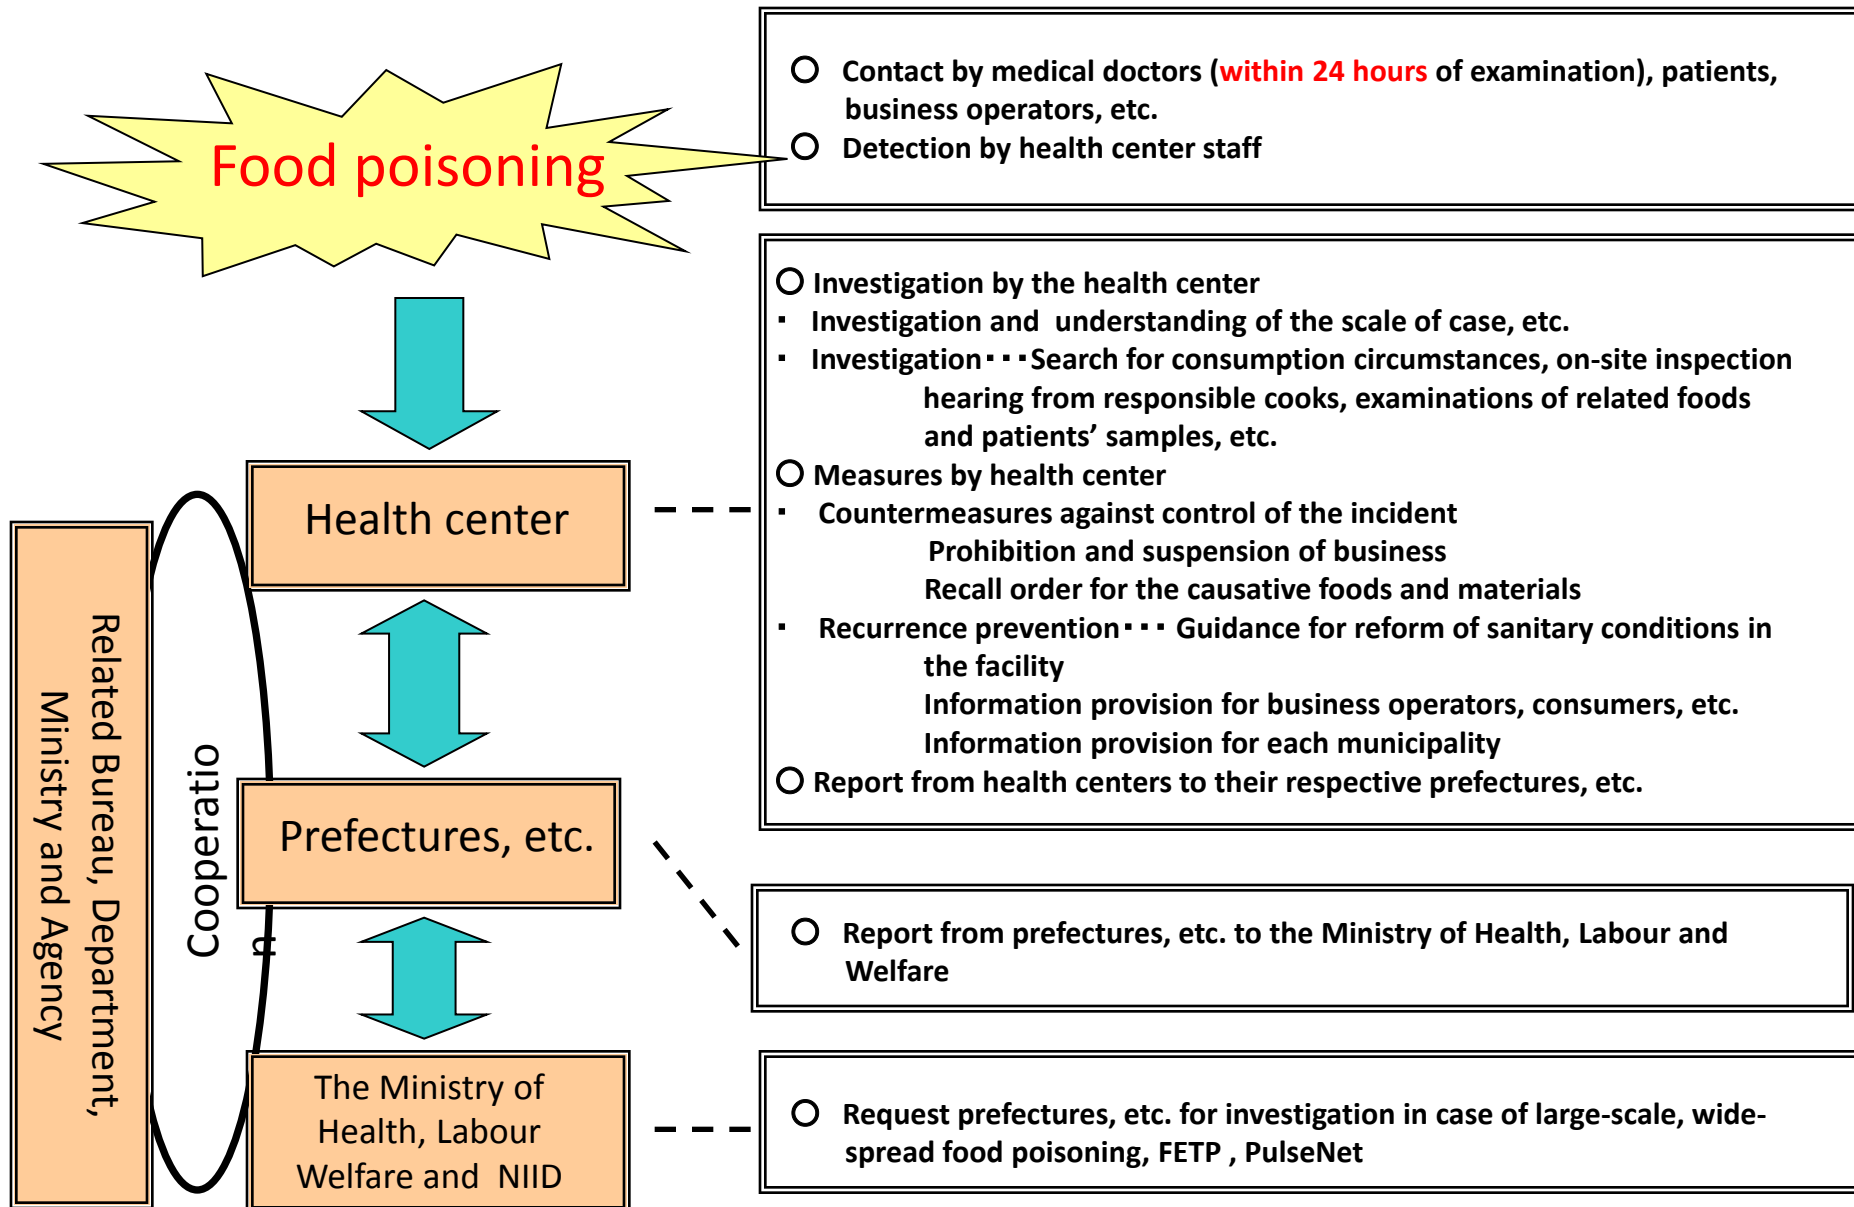 Food poisoning
○ Contact by medical doctors (within 24 hours of examination), patients,
business operators, etc.
○ Detection by health center staff
○ Investigation by the health center
・ Investigation and understanding of the scale of case, etc.
・ Investigation・・・Search for consumption circumstances, on-site inspection
hearing from responsible cooks, examinations of related foods
and patients’ samples, etc.
○ Measures by health center
・ Countermeasures against control of the incident
Prohibition and suspension of business
Recall order for the causative foods and materials
・ Recurrence prevention・・・ Guidance for reform of sanitary conditions in
the facility
Information provision for business operators, consumers, etc.
Information provision for each municipality
○ Report from health centers to their respective prefectures, etc.
Health center
Related Bureau, Department,
Ministry and Agency
Cooperatio
n
Prefectures, etc.
○ Report from prefectures, etc. to the Ministry of Health, Labour and
Welfare
The Ministry of
Health, Labour
Welfare and NIID
○ Request prefectures, etc. for investigation in case of large-scale, wide-
spread food poisoning, FETP , PulseNet